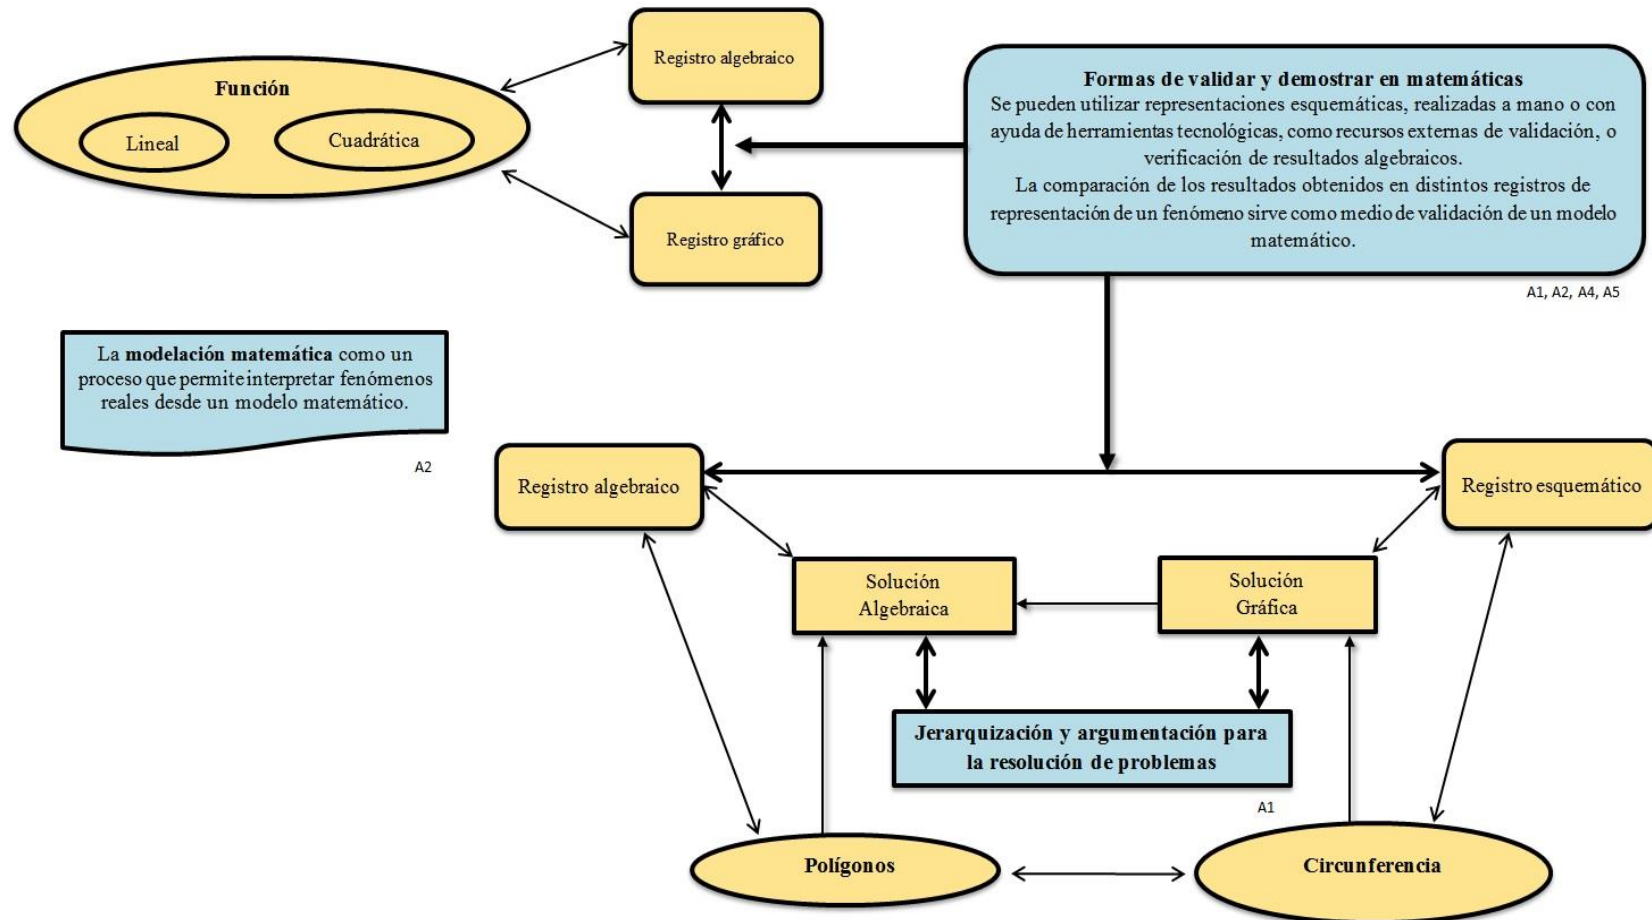 Función
Lineal
Cuadrática
Registro algebraico
Registro gráfico
Formas de validar y demostrar en matemáticas
Se pueden utilizar representaciones esquemáticas, realizadas a mano o con
ayuda de herramientas tecnológicas, como recursos externas de validación, o
verificación de resultados algebraicos.
La comparación de los resultados obtenidos en distintos registros de
representación de un fenómeno sirve como medio de validación de un modelo
matemático.
A1, A2, A4, A5
La modelación matemática como un
proceso que permite interpretar fenómenos
reales desde un modelo matemático.
A2
Registro algebraico
Registro esquemático
Solución
Algebraica
Solución
Gráfica
Jerarquización y argumentación para
la resolución de problemas
A1
Polígonos
Circunferencia